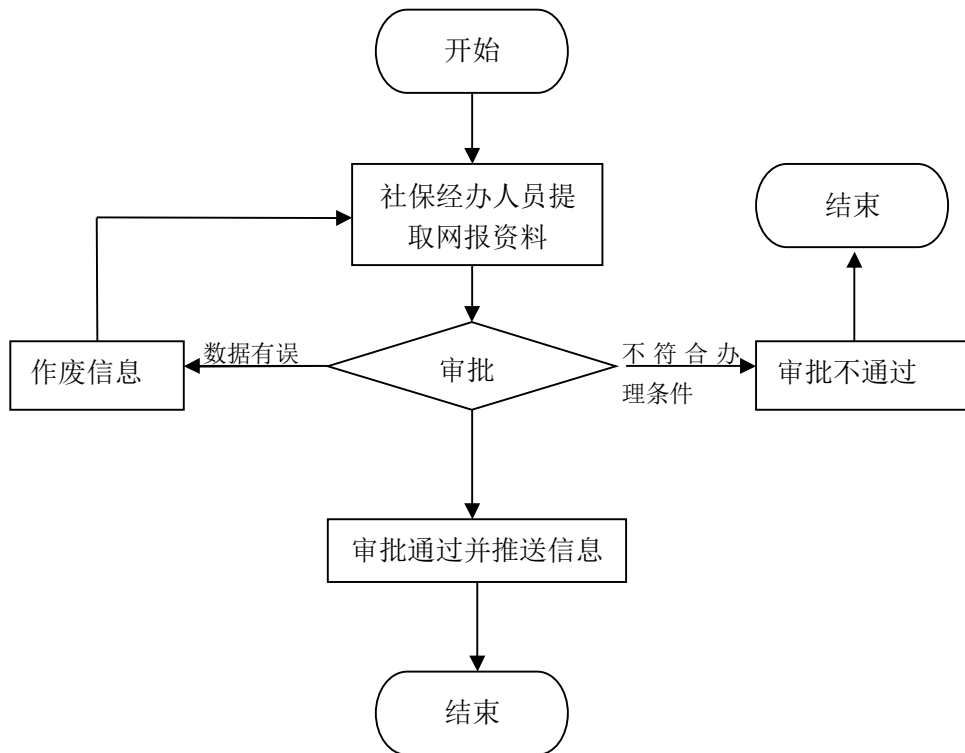 开始
社保经办人员提
取网报资料
结束
作废信息
数据有误
审批
不符合办
理条件
审批不通过
审批通过并推送信息
结束